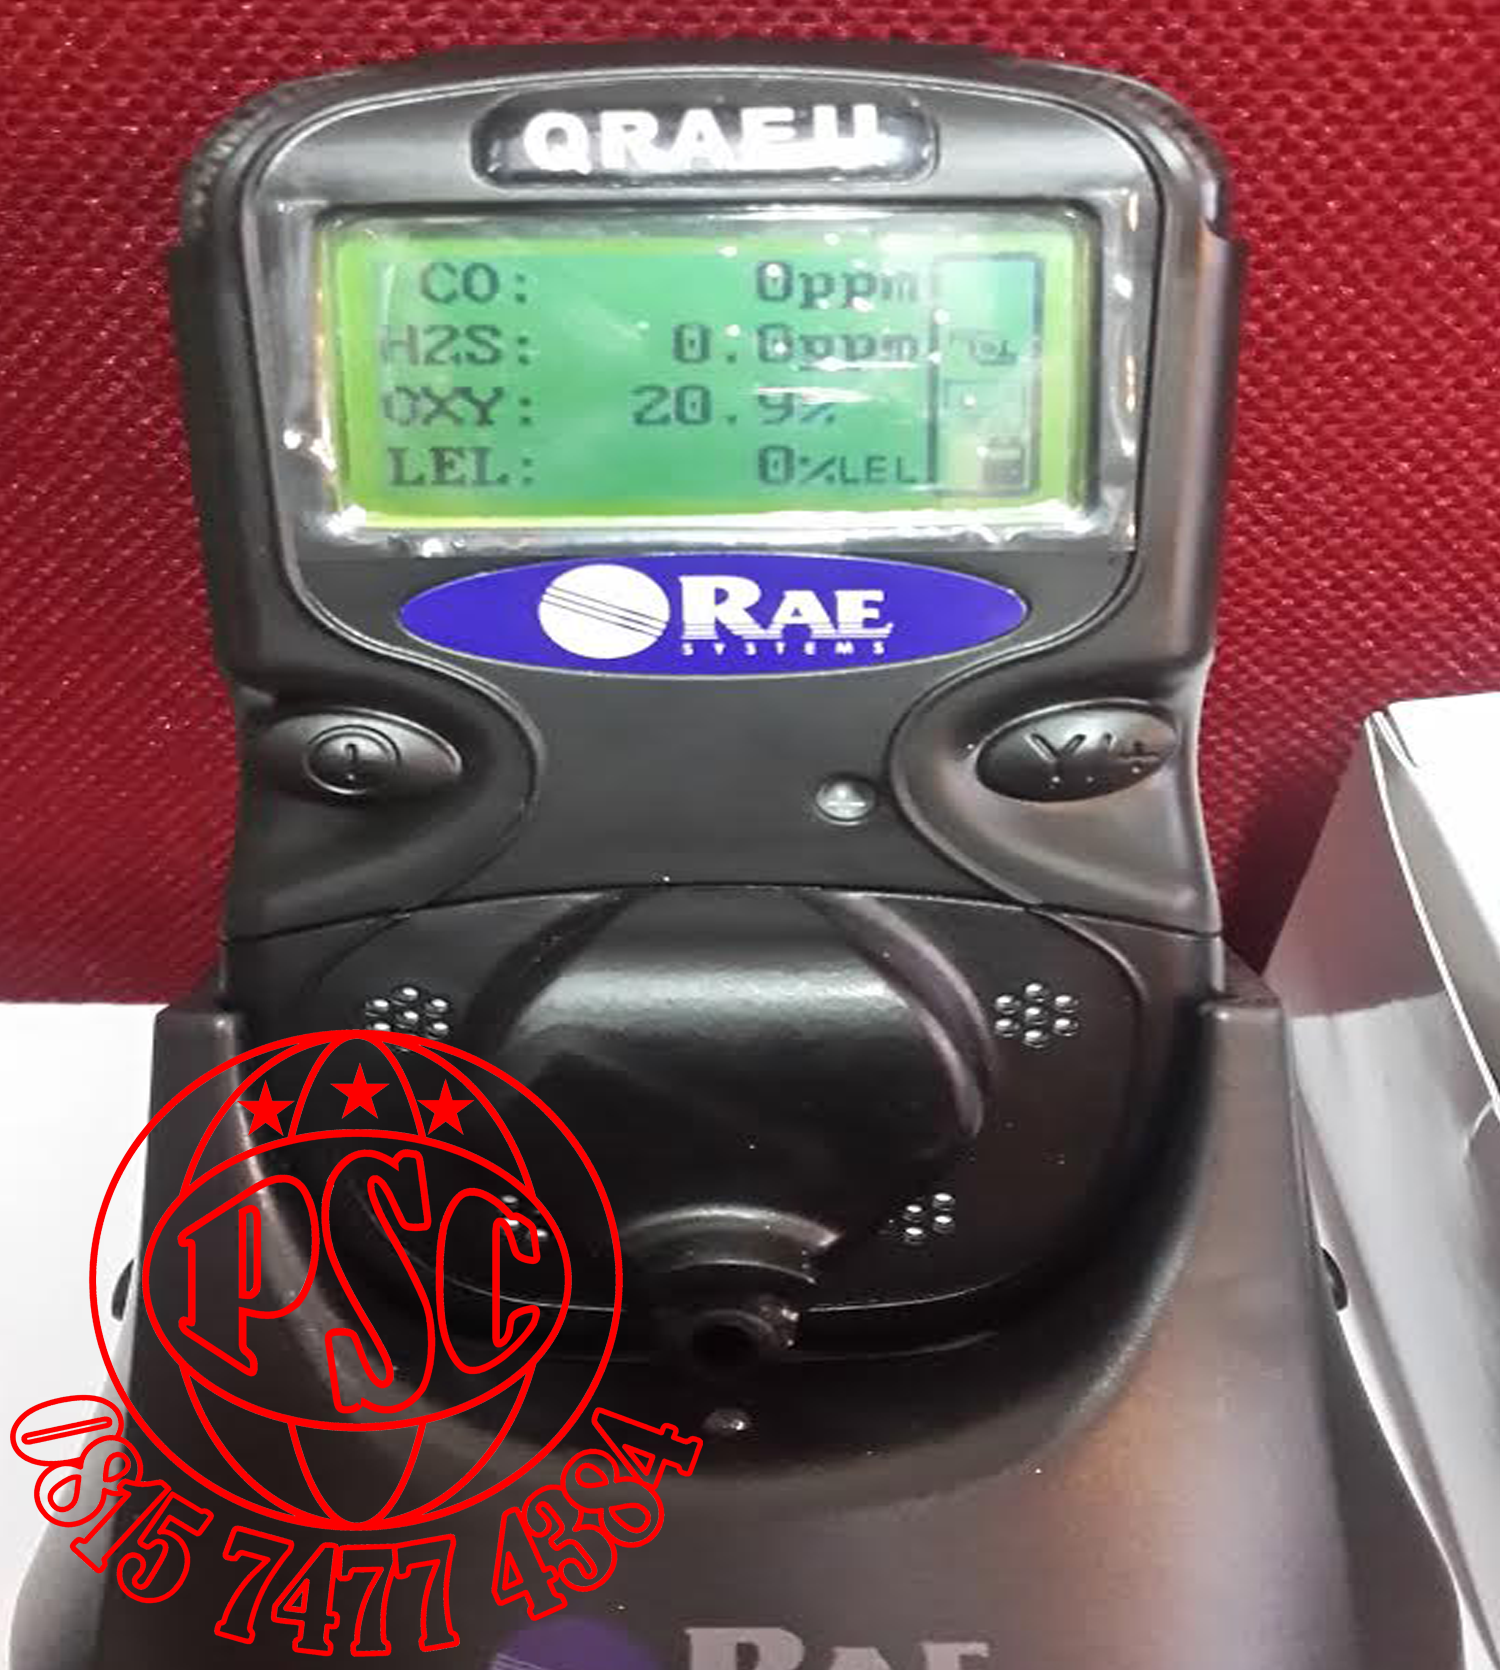 QRAE II
CO: 0ppm
H2S: 0.0ppm
OXY: 20.9%
LEL: 0%LEL
RAE
SYSTEMS
Y/+
PSC
0815 7477 4384
RAE